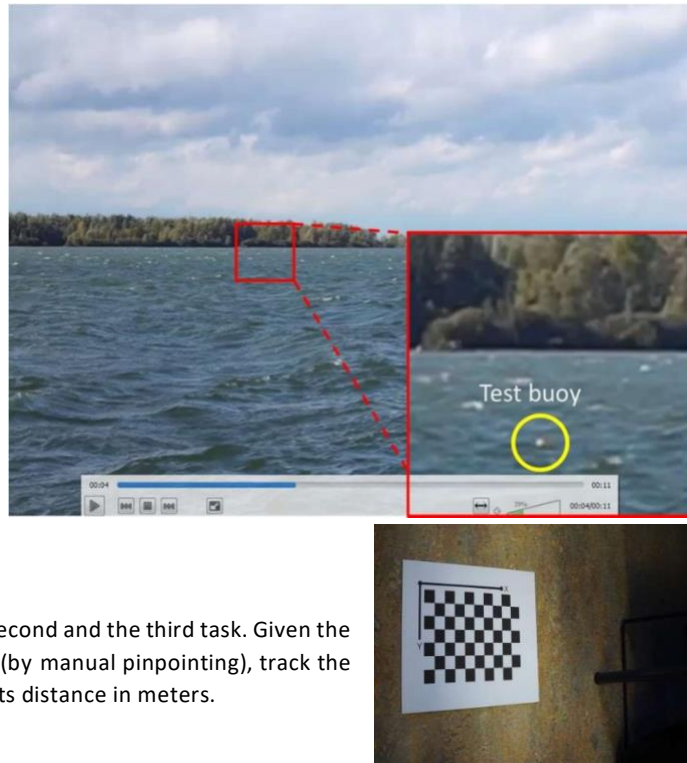 Test buoy
00:04
00:11
00:04/00:11
X
Y
econd and the third task. Given the
(by manual pinpointing), track the
ts distance in meters.